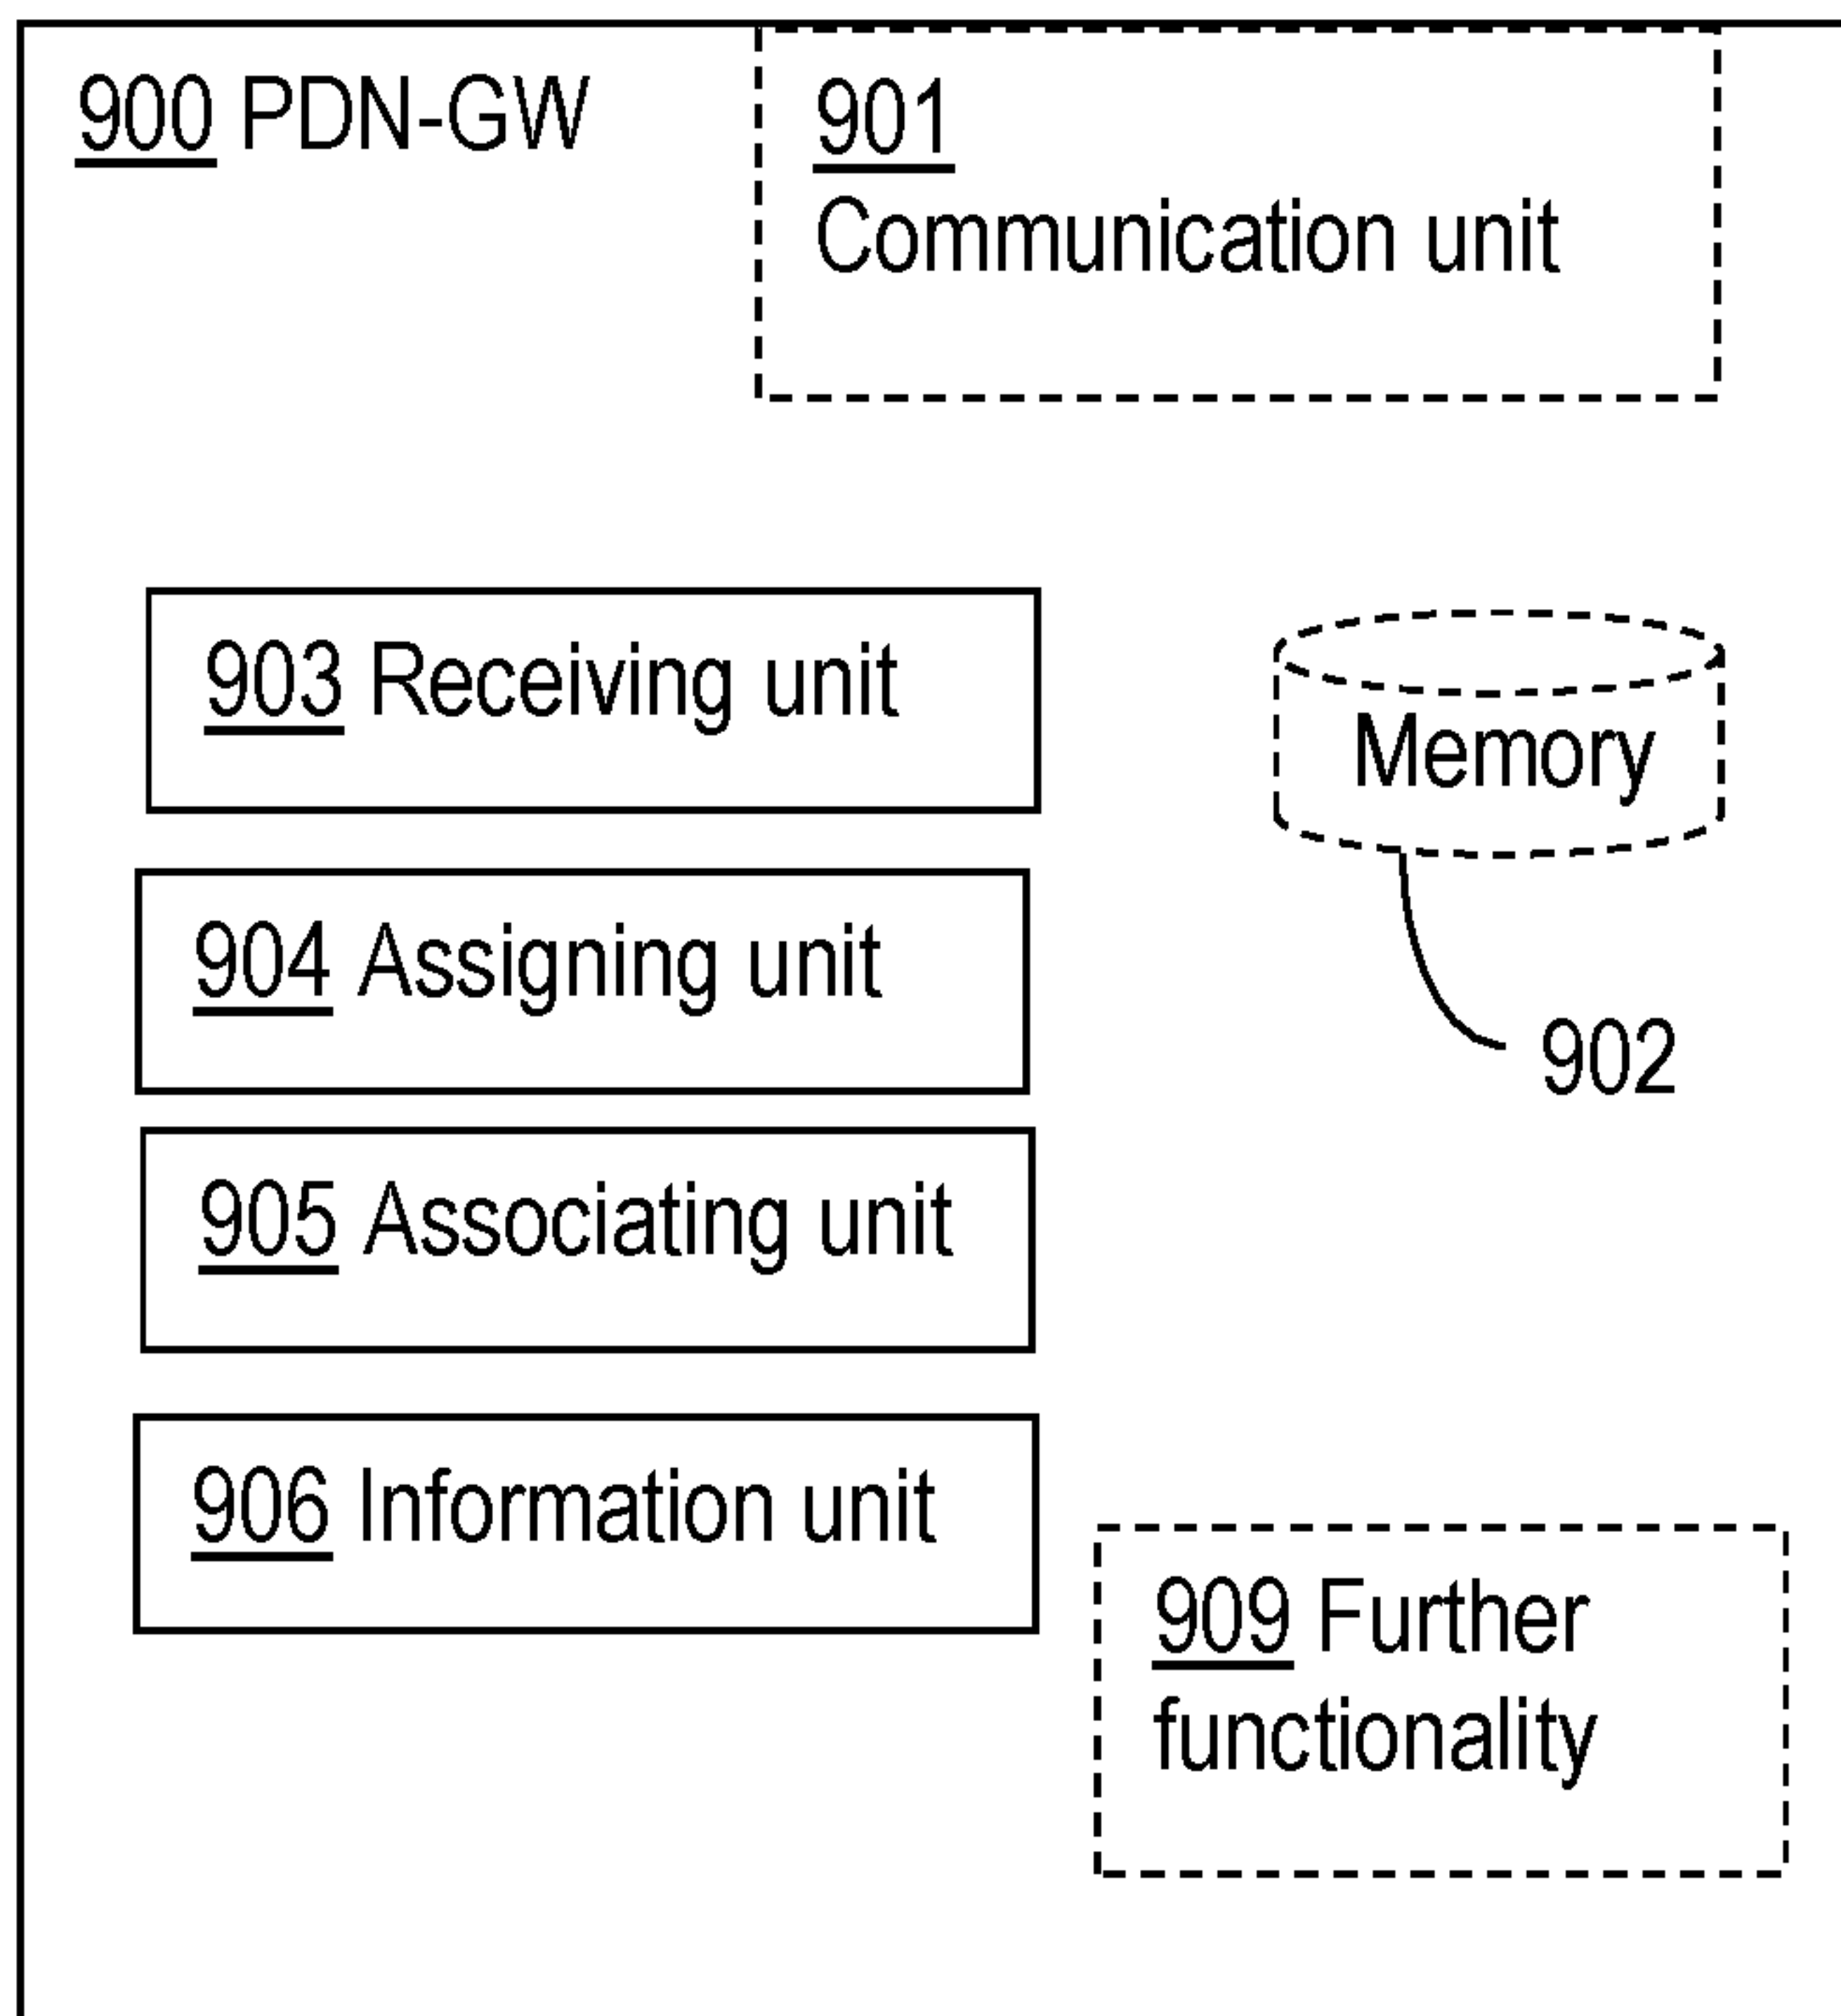 900 PDN-GW
901
Communication unit
903 Receiving unit
Memory
904 Assigning unit
902
905 Associating unit
906 Information unit
909 Further
functionality